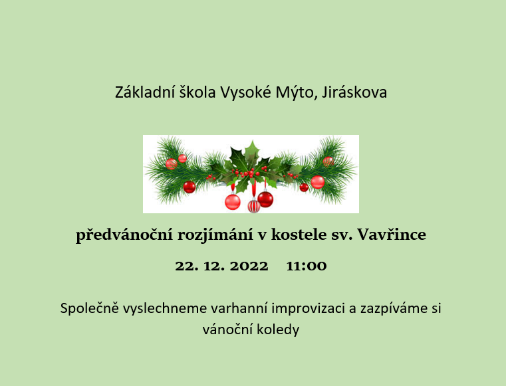 Základní škola Vysoké Mýto, Jiráskova
předvánoční rozjímání v kostele sv. Vavřince
22. 12. 2022 11:00
Společně vyslechneme varhanní improvizaci a zazpíváme si
vánoční koledy